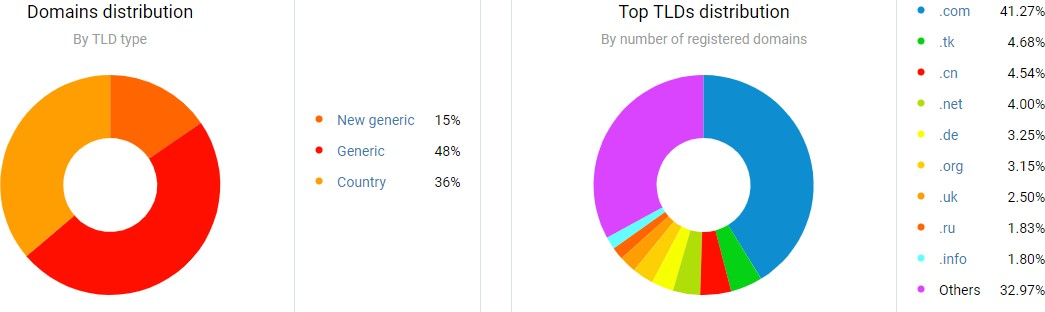 Domains distribution
By TLD type
New generic 15%
Generic 48%
Country 36%
Top TLDs distribution
By number of registered domains
.com 41.27%
.tk 4.68%
.cn 4.54%
.net 4.00%
.de 3.25%
.org 3.15%
.uk 2.50%
.ru 1.83%
.info 1.80%
Others 32.97%